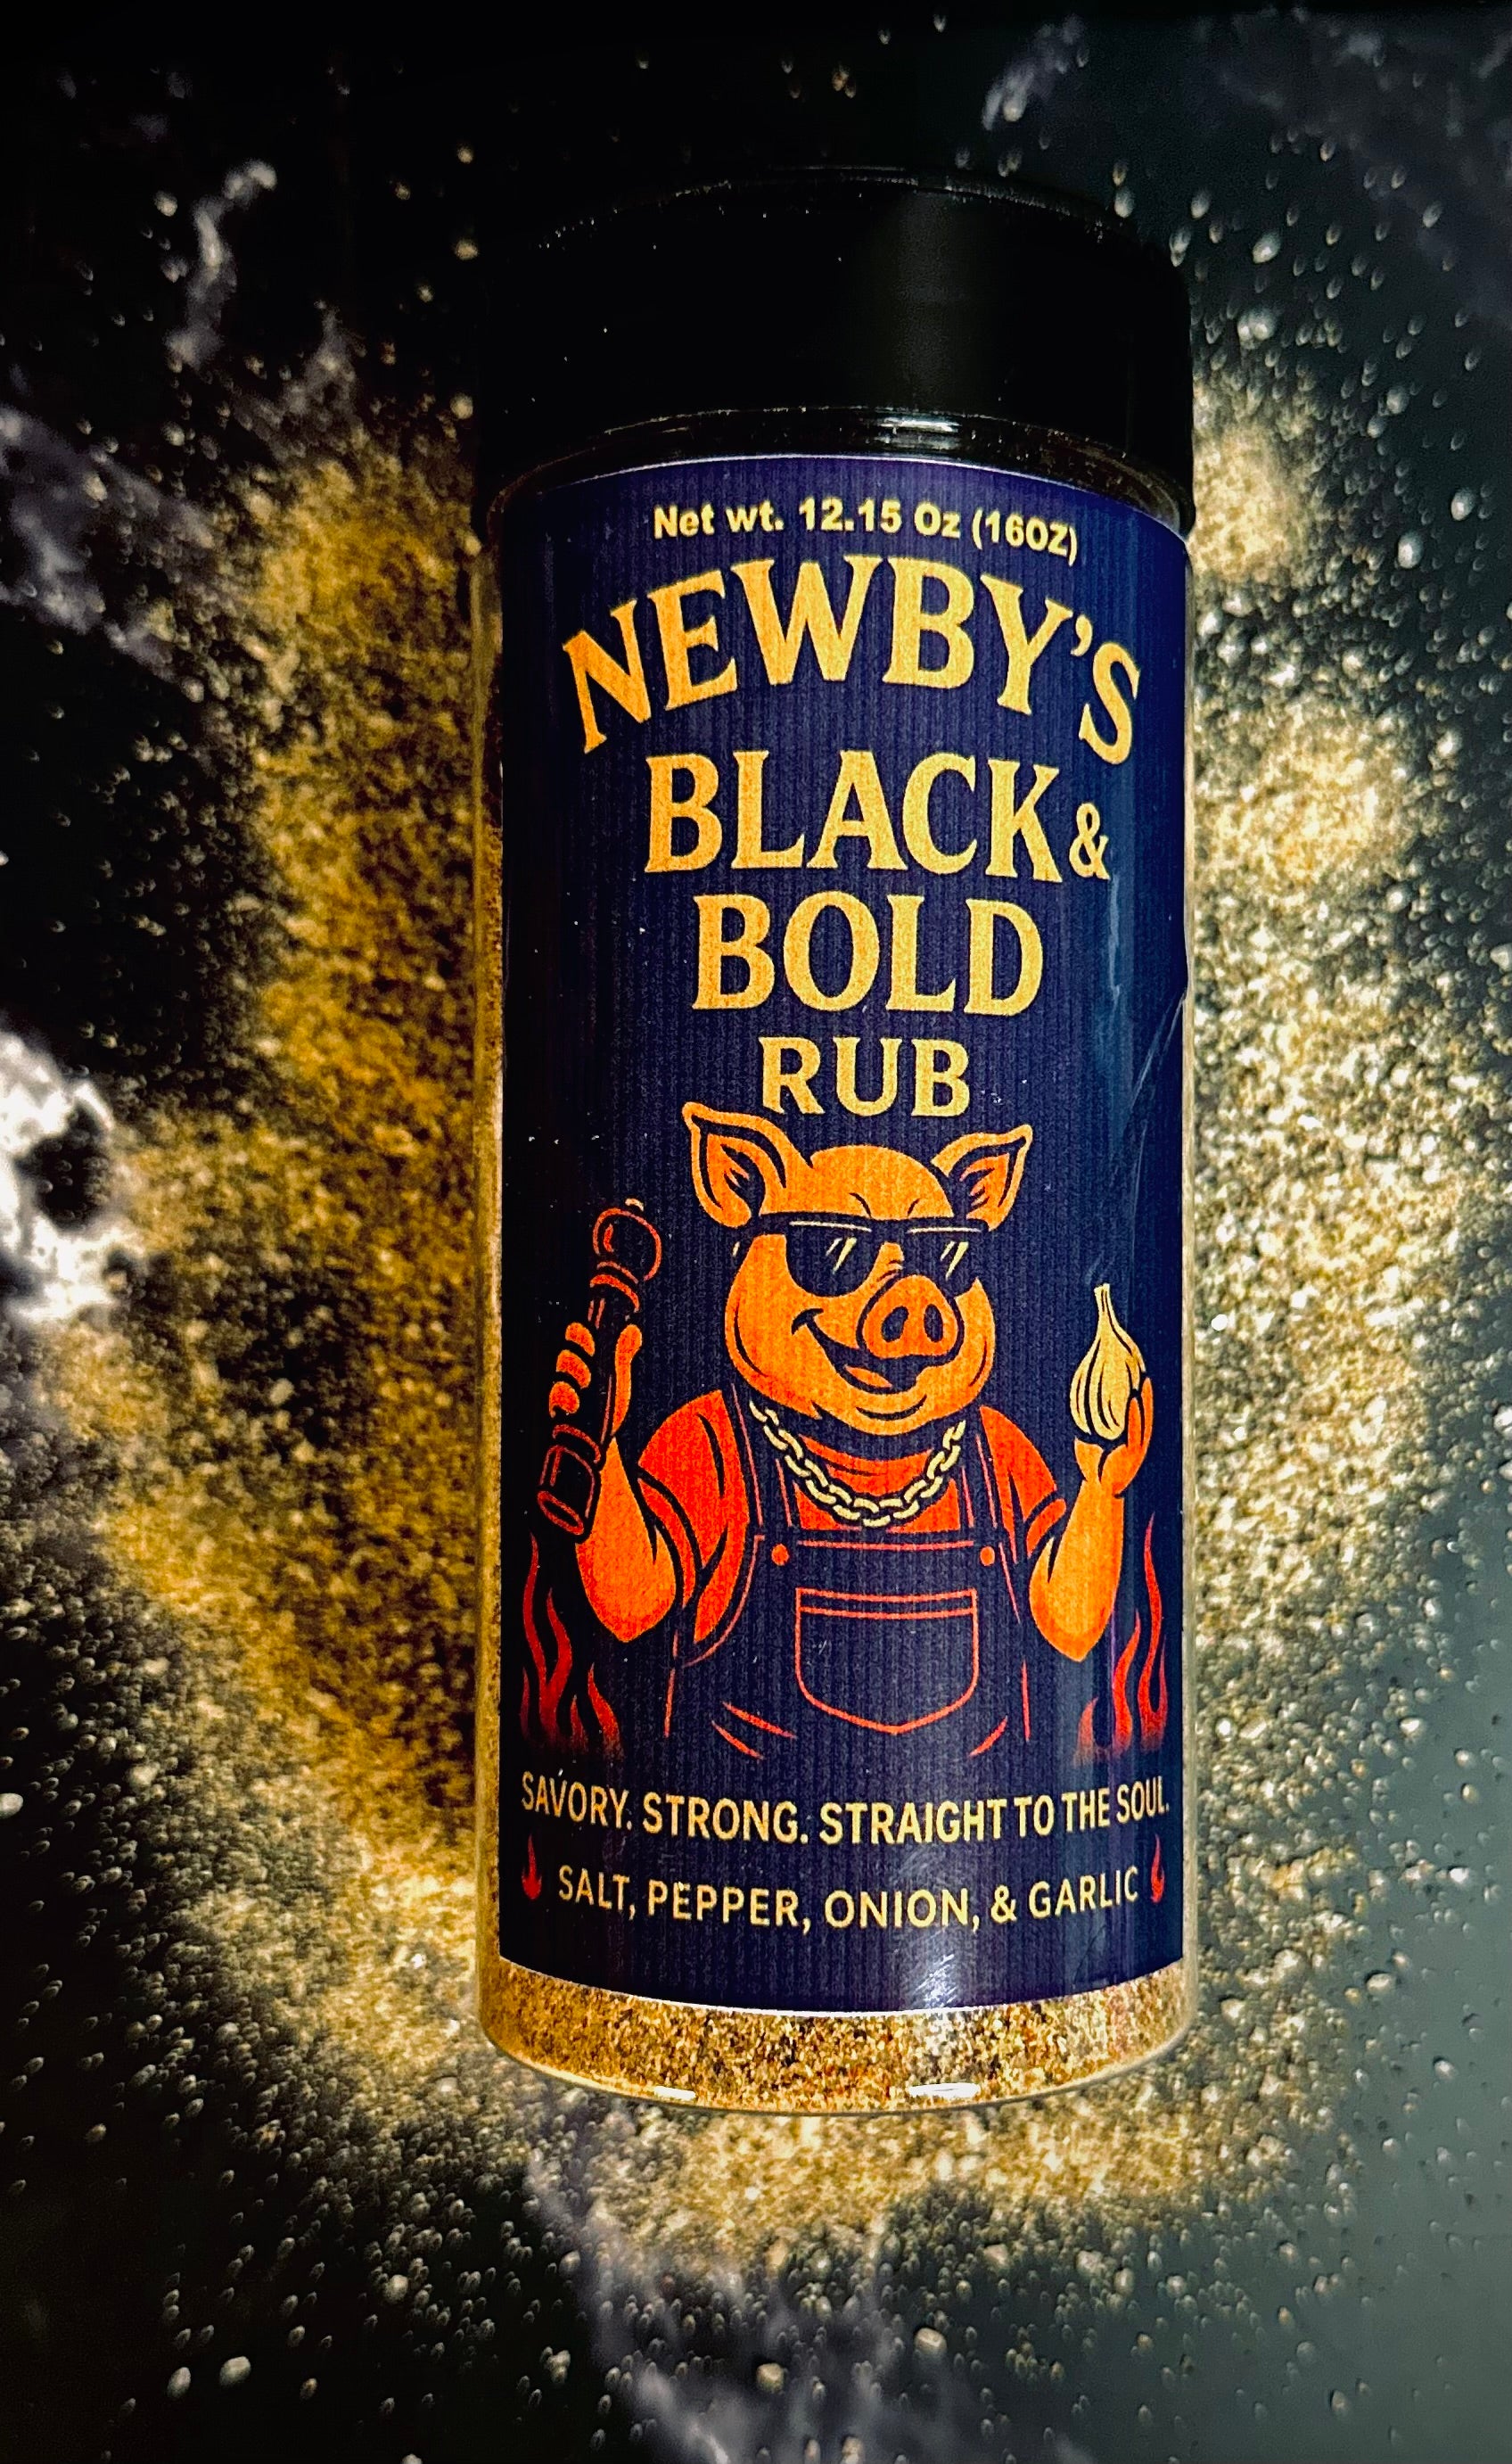 Net wt. 12.15 Oz (16OZ)
NEWBY'S
BLACK &
BOLD
RUB
SAVORY. STRONG. STRAIGHT TO THE SOUL.
SALT, PEPPER, ONION, & GARLIC